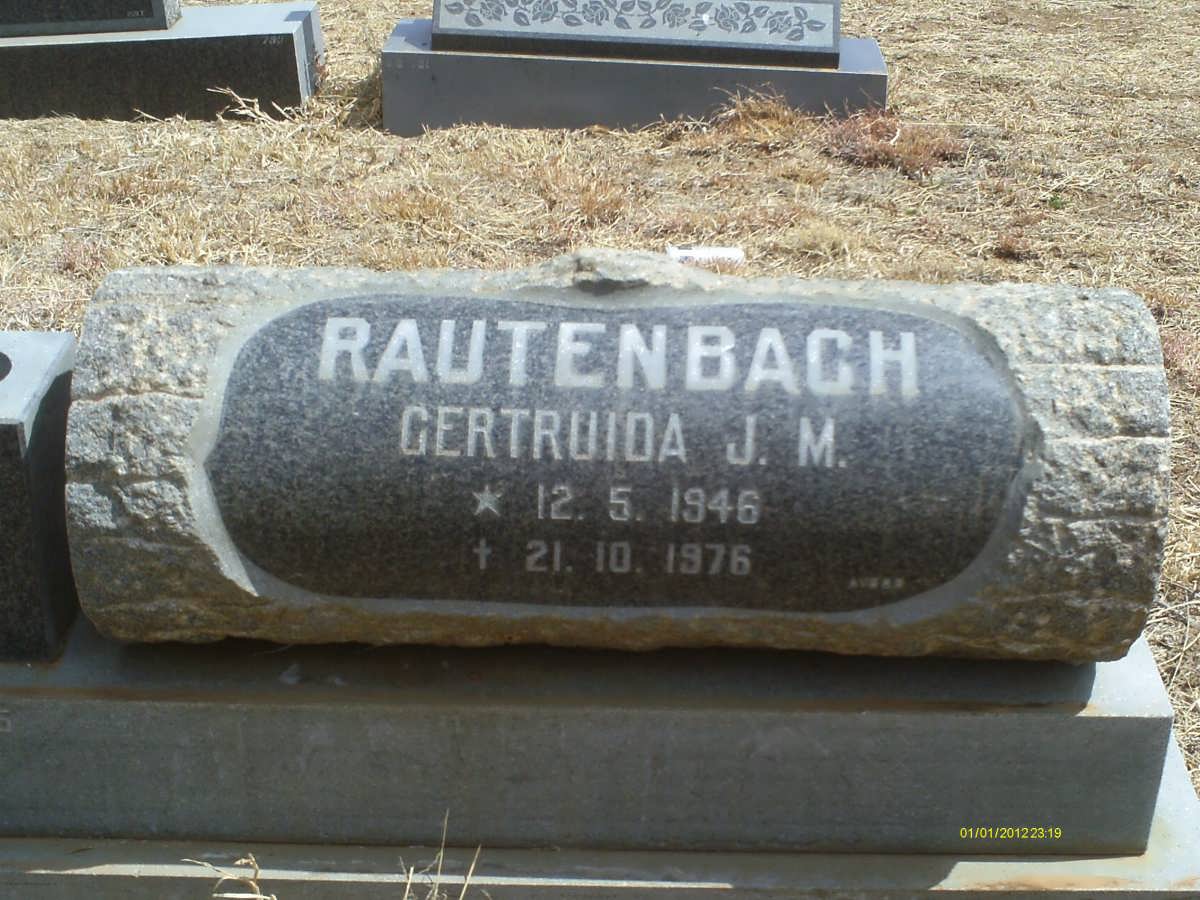 RAUTENBACH
GERTRUIDA J. M.
★ 12. 5. 1946
† 21. 10. 1976
01/01/2012 23:19